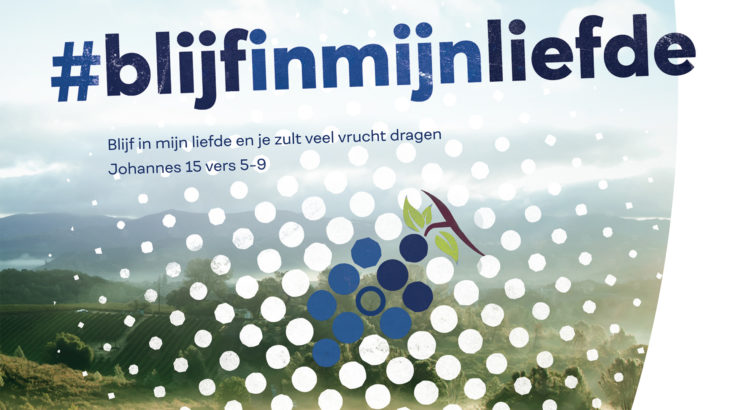 #blijfinmijnliefde
Blijf in mijn liefde en je zult veel vrucht dragen
Johannes 15 vers 5-9